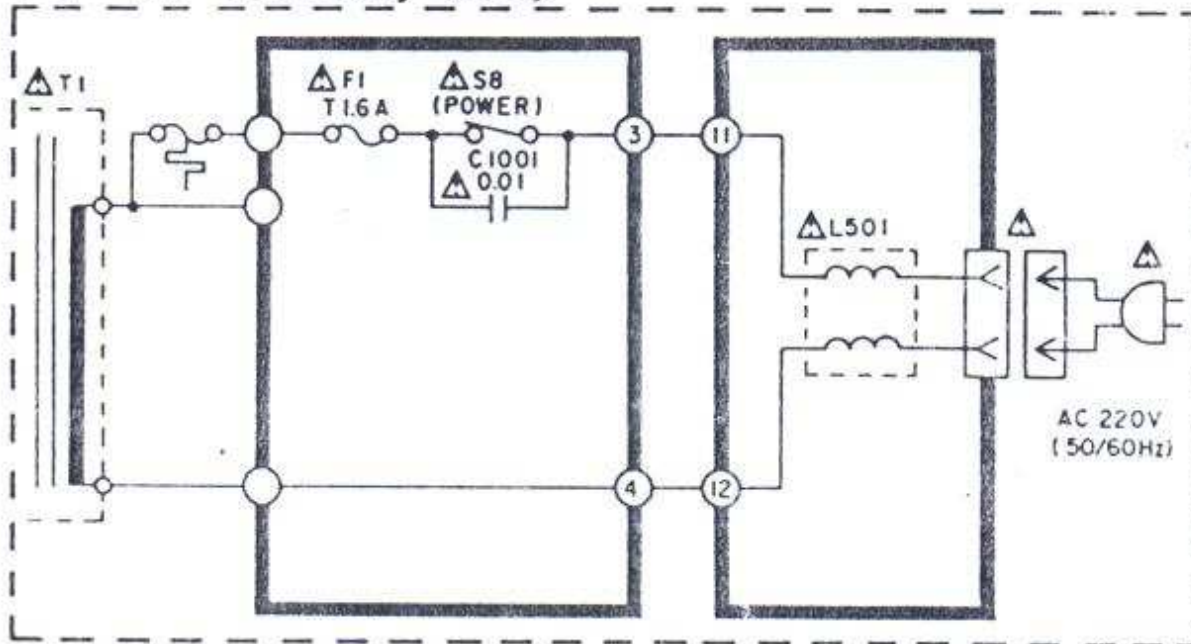 T1
F1
T1.6A
S8
(POWER)
C1001
0.01
3
11
L501
4
12
AC 220V
(50/60Hz)